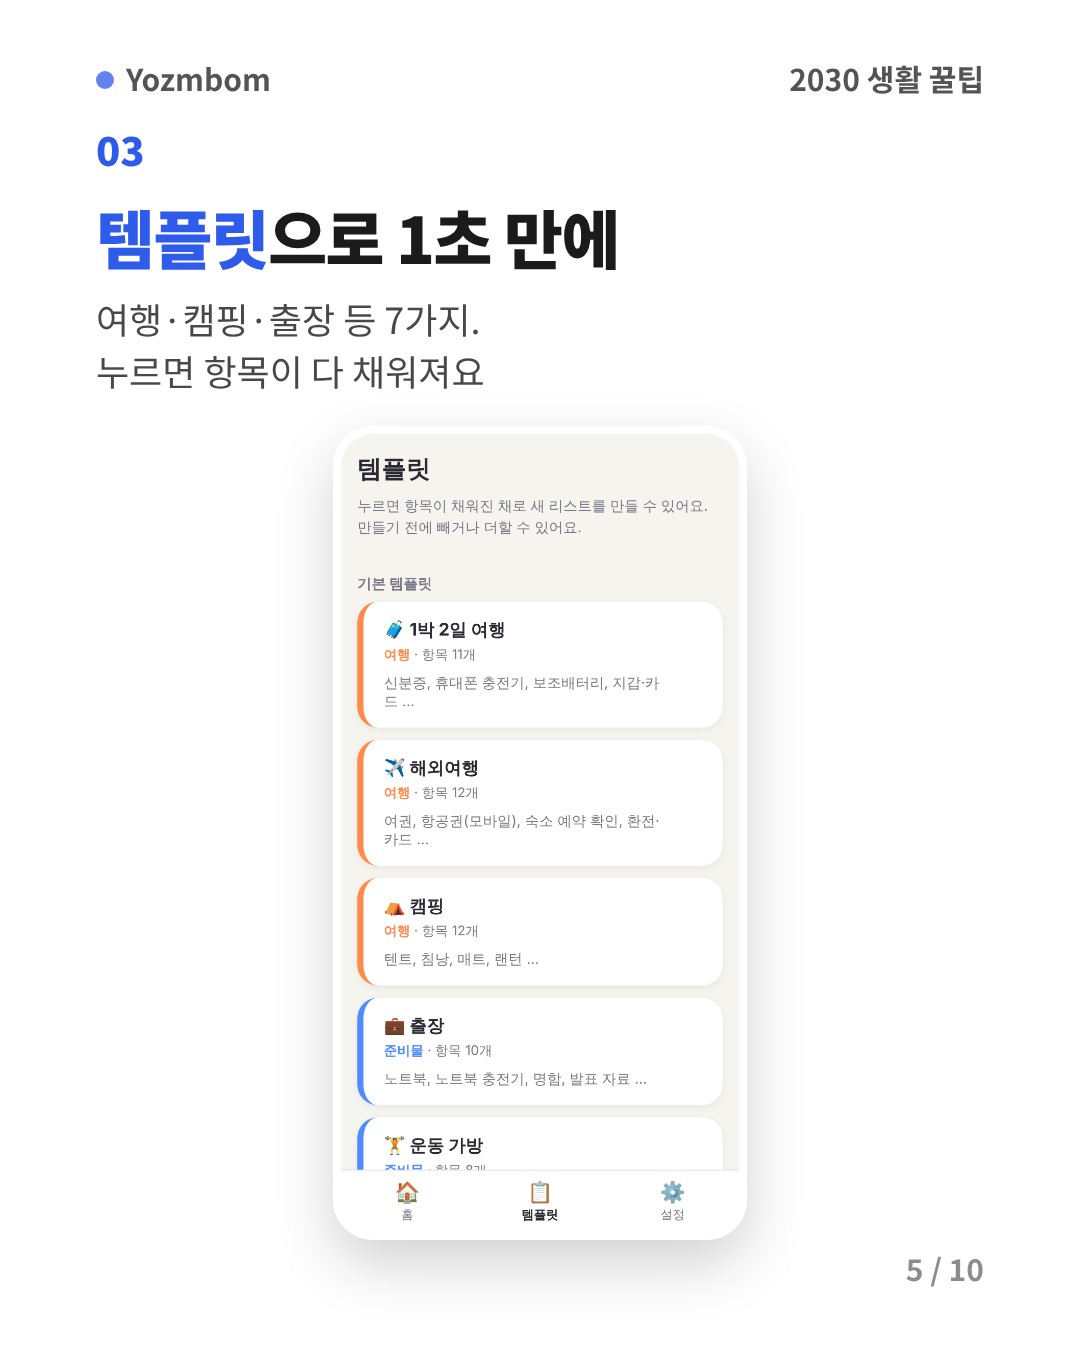 Yozmbom
2030 생활 꿀팁
03
템플릿으로 1초 만에
여행·캠핑·출장 등 7가지.
누르면 항목이 다 채워져요
템플릿
누르면 항목이 채워진 채로 새 리스트를 만들 수 있어요.
만들기 전에 빼거나 더할 수 있어요.
기본 템플릿
🧳 1박 2일 여행
여행 · 항목 11개
신분증, 휴대폰 충전기, 보조배터리, 지갑·카
드 ...
✈️ 해외여행
여행 · 항목 12개
여권, 항공권(모바일), 숙소 예약 확인, 환전·
카드 ...
⛺ 캠핑
여행 · 항목 12개
텐트, 침낭, 매트, 랜턴 ...
💼 출장
준비물 · 항목 10개
노트북, 노트북 충전기, 명함, 발표 자료 ...
🏋️ 운동 가방
준비물 · 항목 8개
홈
템플릿
설정
5 / 10